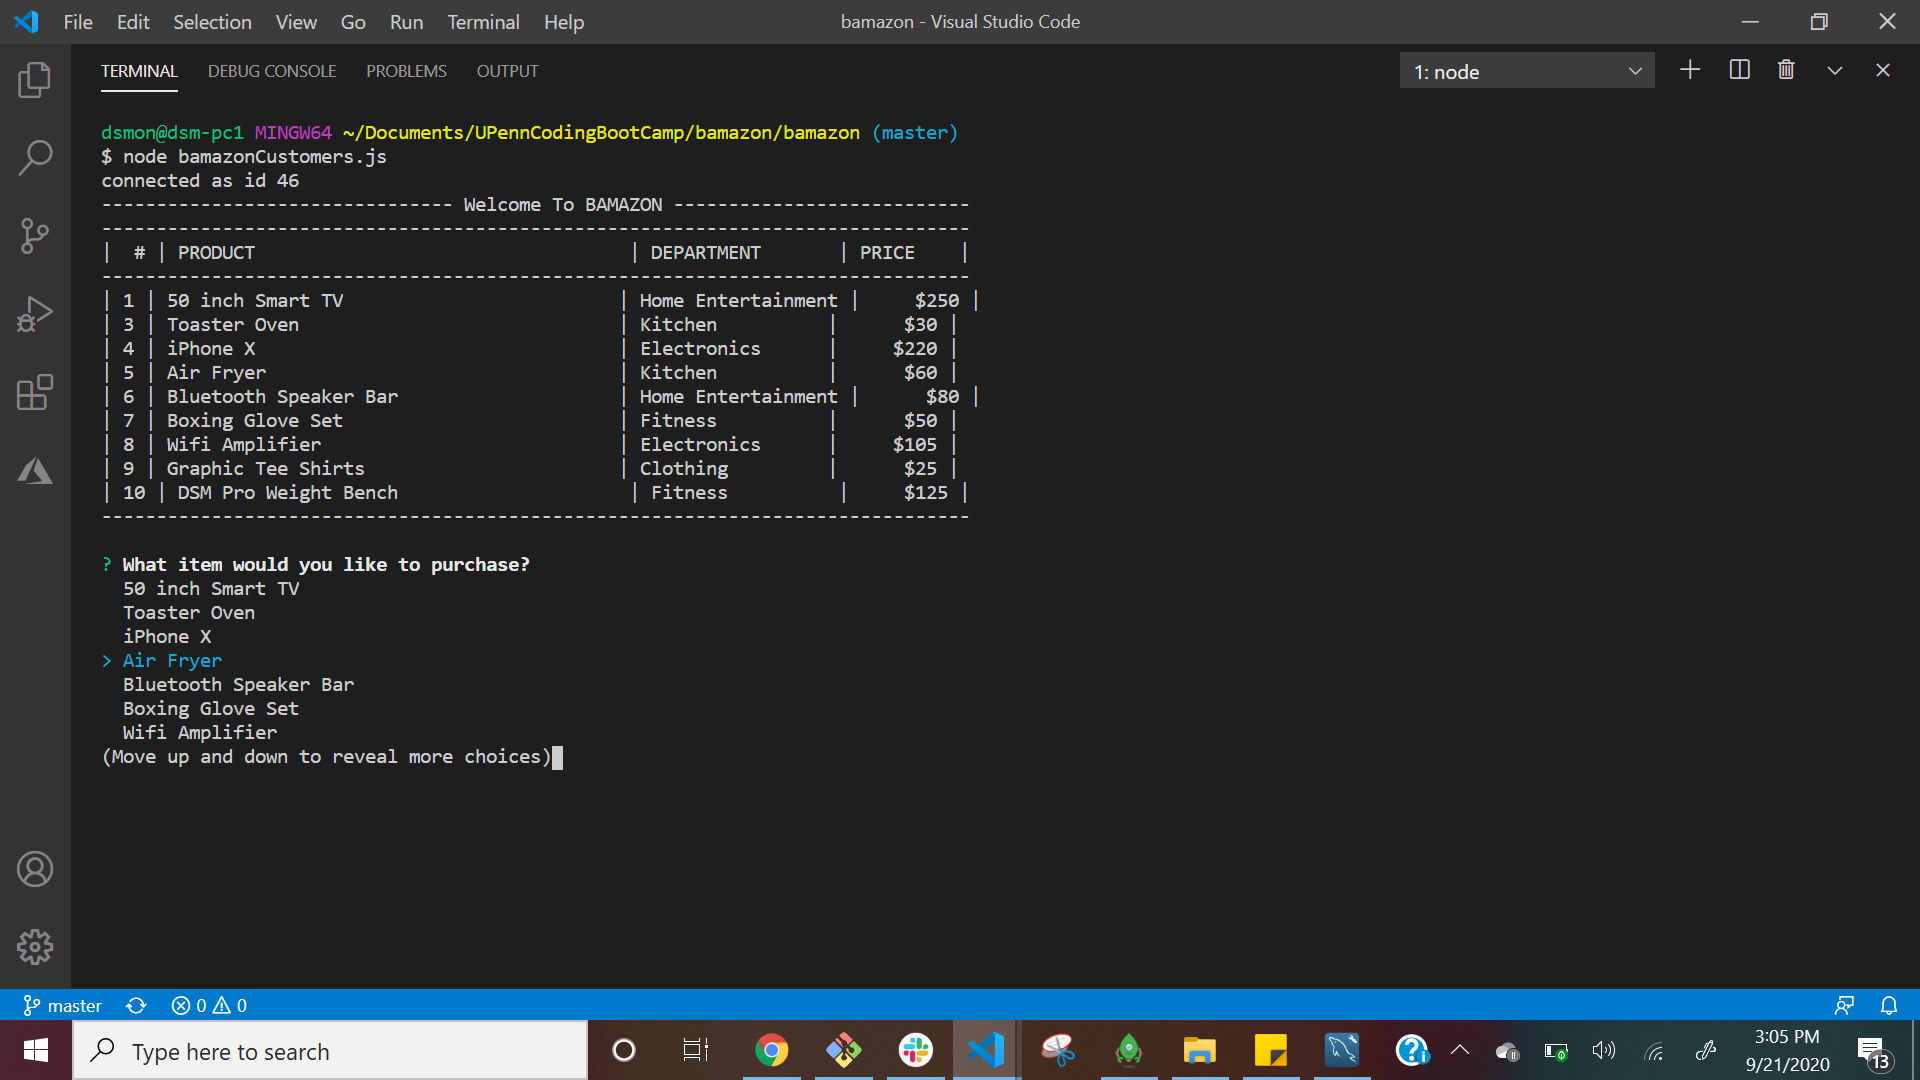 File Edit Selection View Go Run Terminal Help bamazon - Visual Studio Code
TERMINAL DEBUG CONSOLE PROBLEMS OUTPUT 1: node
dsmon@dsm-pc1 MINGW64 ~/Documents/UPennCodingBootCamp/bamazon/bamazon (master)
$ node bamazonCustomers.js
connected as id 46
-------------------------------- Welcome To BAMAZON ---------------------------
-------------------------------------------------------------------------------
|  # | PRODUCT                                  | DEPARTMENT       | PRICE    |
-------------------------------------------------------------------------------
| 1 | 50 inch Smart TV                         | Home Entertainment |     $250 |
| 3 | Toaster Oven                             | Kitchen          |      $30 |
| 4 | iPhone X                                 | Electronics      |     $220 |
| 5 | Air Fryer                                | Kitchen          |      $60 |
| 6 | Bluetooth Speaker Bar                    | Home Entertainment |      $80 |
| 7 | Boxing Glove Set                         | Fitness          |      $50 |
| 8 | Wifi Amplifier                           | Electronics      |     $105 |
| 9 | Graphic Tee Shirts                       | Clothing         |      $25 |
| 10 | DSM Pro Weight Bench                     | Fitness          |     $125 |
-------------------------------------------------------------------------------
? What item would you like to purchase?
50 inch Smart TV
Toaster Oven
iPhone X
> Air Fryer
Bluetooth Speaker Bar
Boxing Glove Set
Wifi Amplifier
(Move up and down to reveal more choices)
master 0 0
Type here to search
3:05 PM
9/21/2020
13